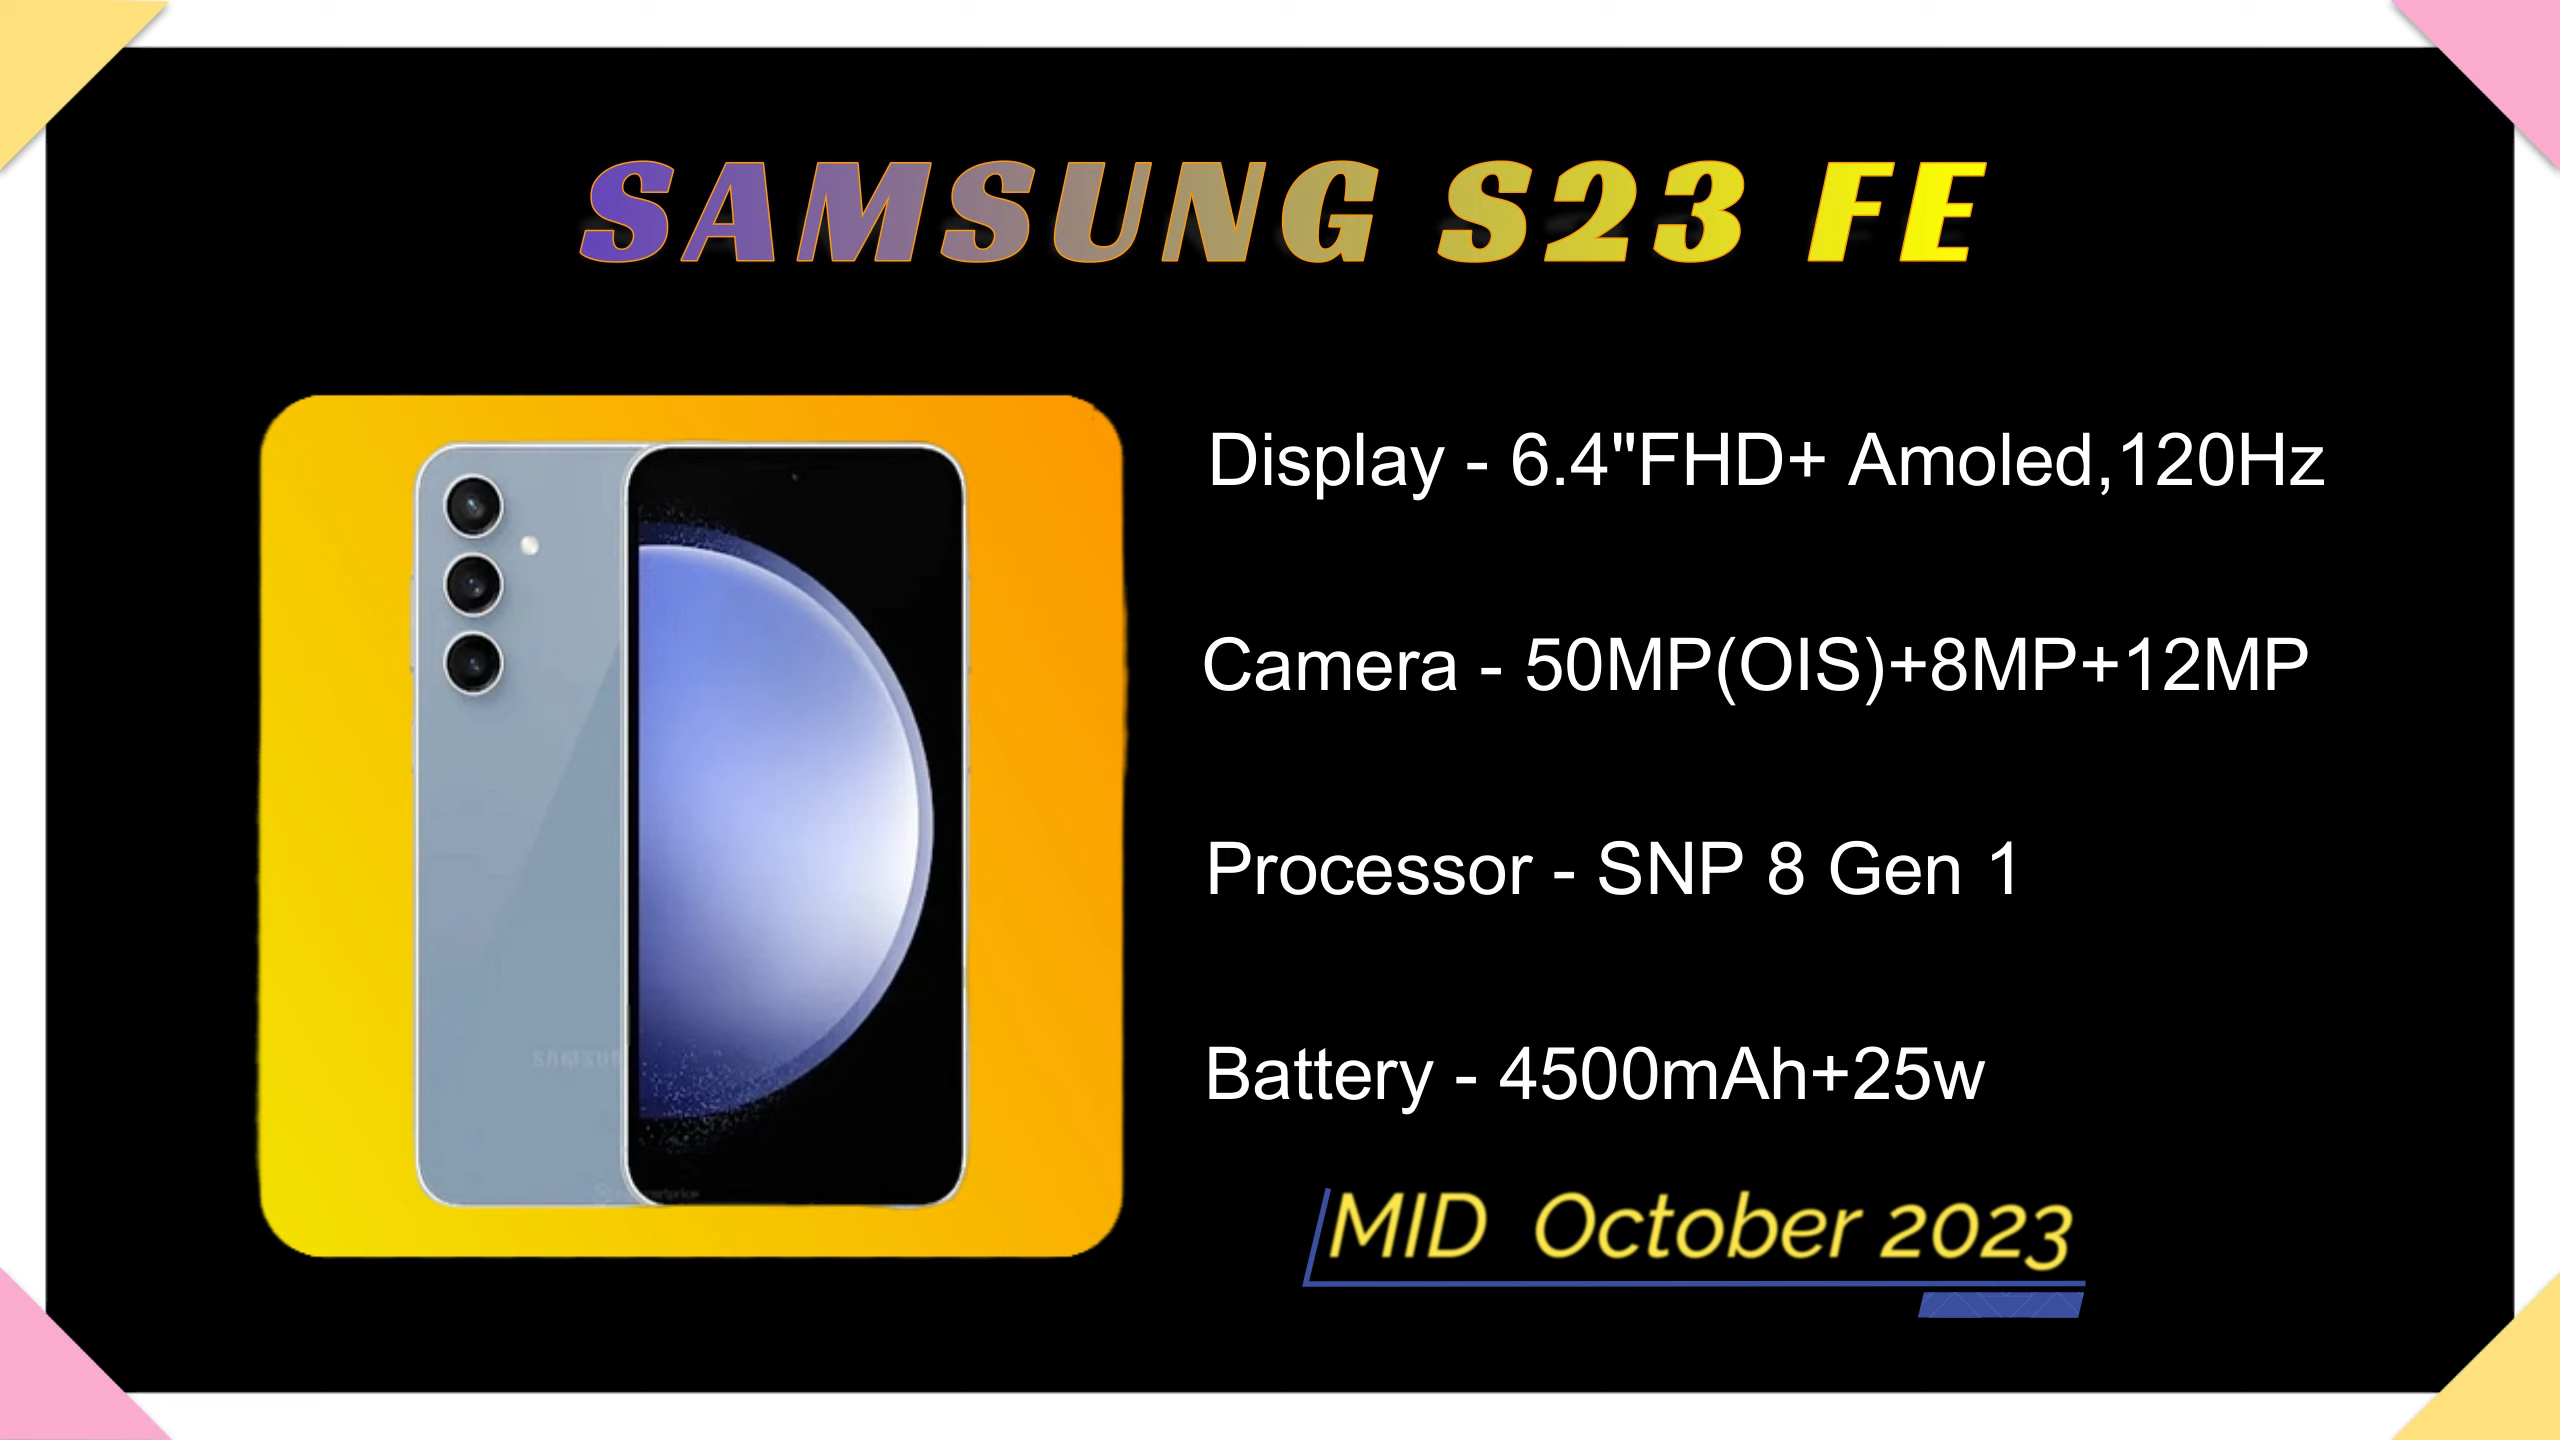 SAMSUNG S23 FE
Display - 6.4"FHD+ Amoled,120Hz
Camera - 50MP(OIS)+8MP+12MP
Processor - SNP 8 Gen 1
Battery - 4500mAh+25w
MID October 2023